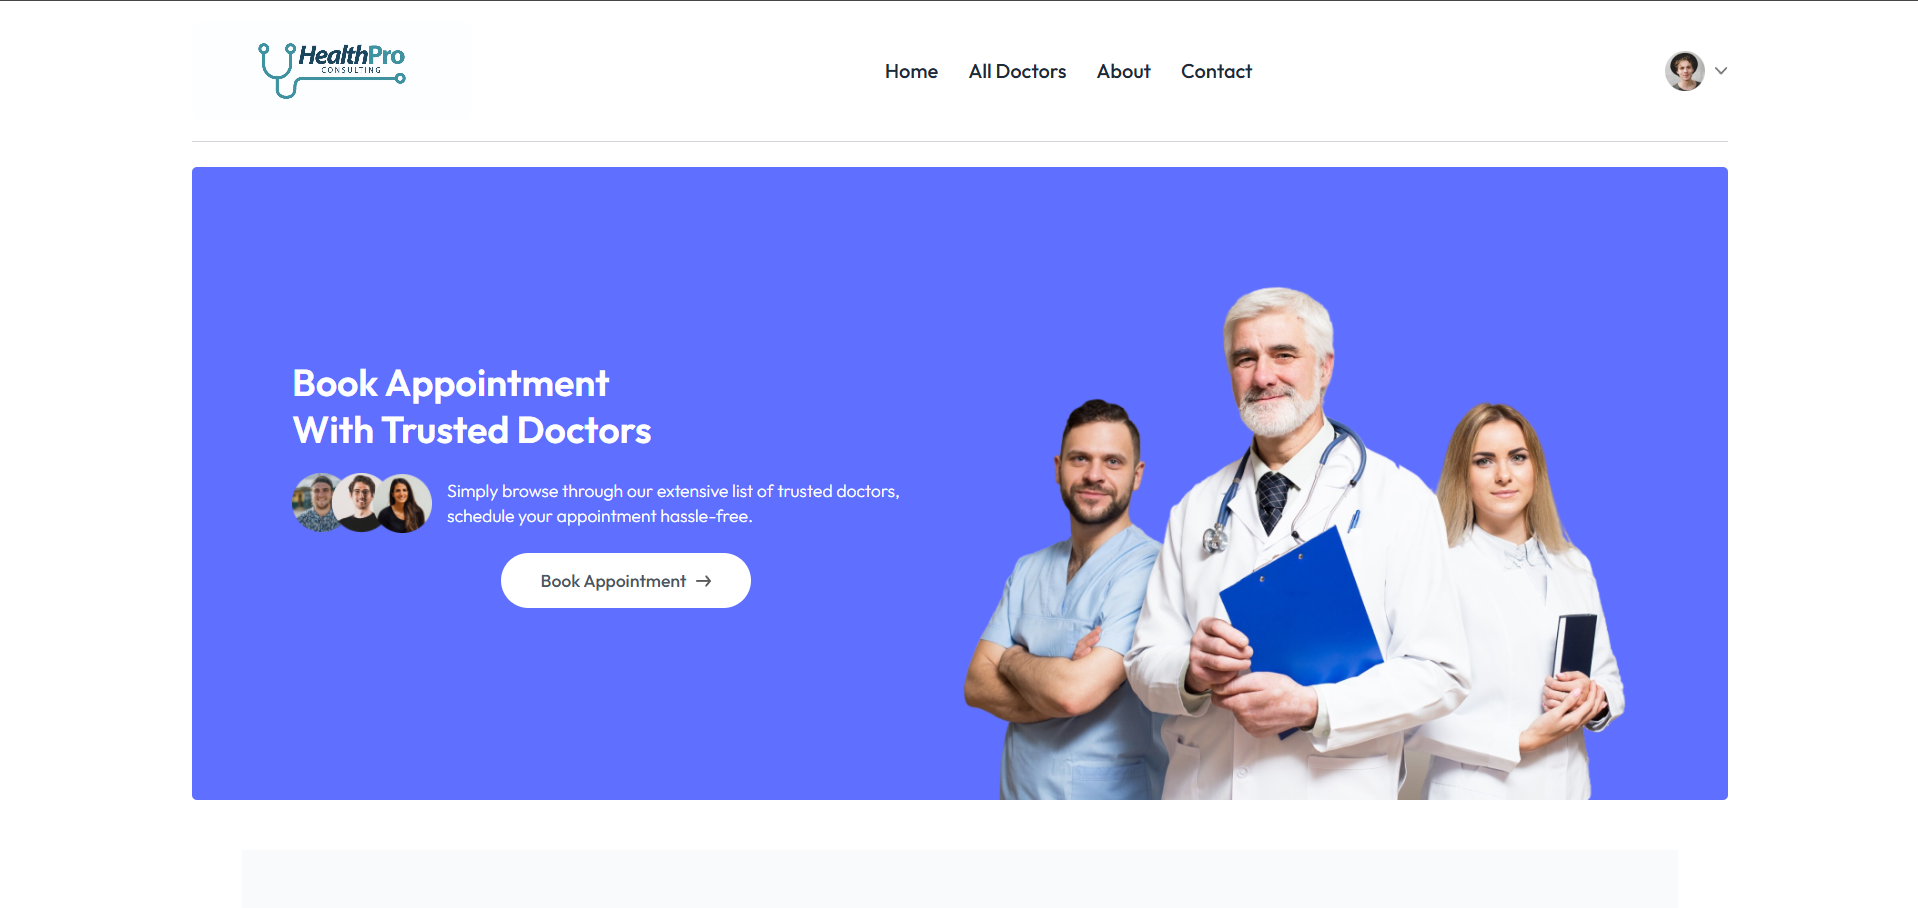 HealthPro
CONSULTING
Home All Doctors About Contact
Book Appointment
With Trusted Doctors
Simply browse through our extensive list of trusted doctors,
schedule your appointment hassle-free.
Book Appointment →